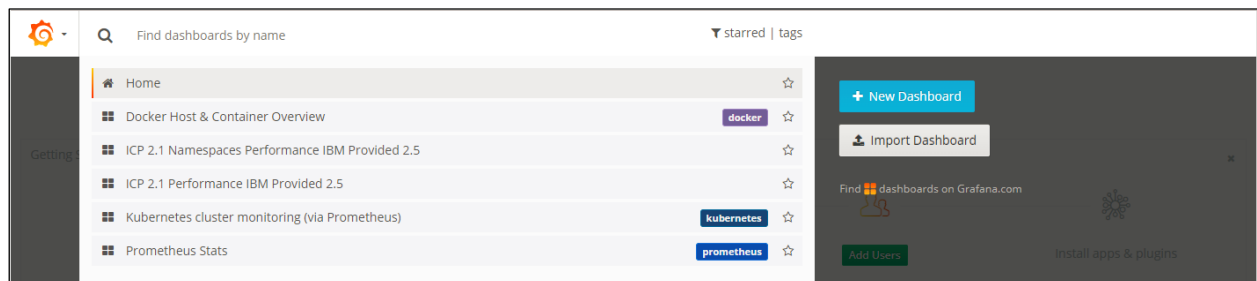 Find dashboards by name
starred | tags
Home
Docker Host & Container Overview docker
ICP 2.1 Namespaces Performance IBM Provided 2.5
ICP 2.1 Performance IBM Provided 2.5
Kubernetes cluster monitoring (via Prometheus) kubernetes
Prometheus Stats prometheus
+ New Dashboard
Import Dashboard
Find dashboards on Grafana.com
Getting S
Add Users
Install apps & plugins